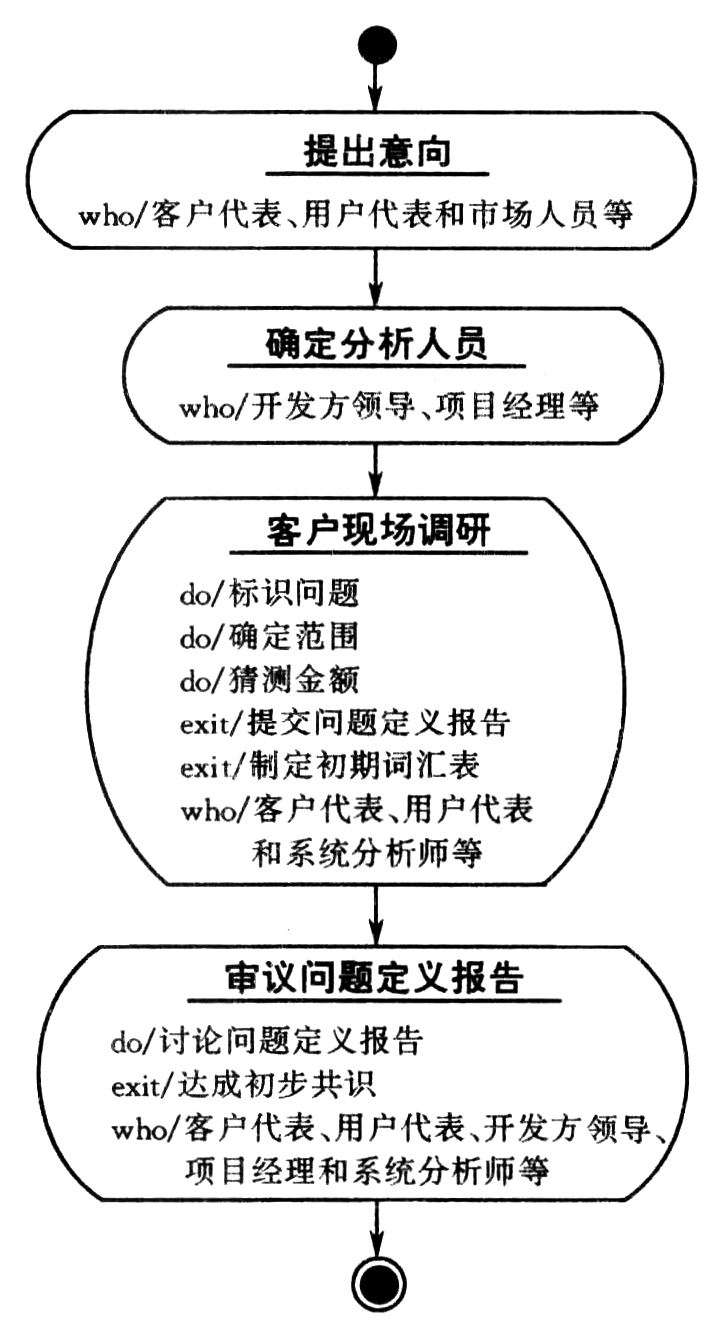 提出意向
who/客户代表、用户代表和市场人员等
确定分析人员
who/开发方领导、项目经理等
客户现场调研
do/标识问题
do/确定范围
do/猜测金额
exit/提交问题定义报告
exit/制定初期词汇表
who/客户代表、用户代表
和系统分析师等
审议问题定义报告
do/讨论问题定义报告
exit/达成初步共识
who/客户代表、用户代表、开发方领导、
项目经理和系统分析师等